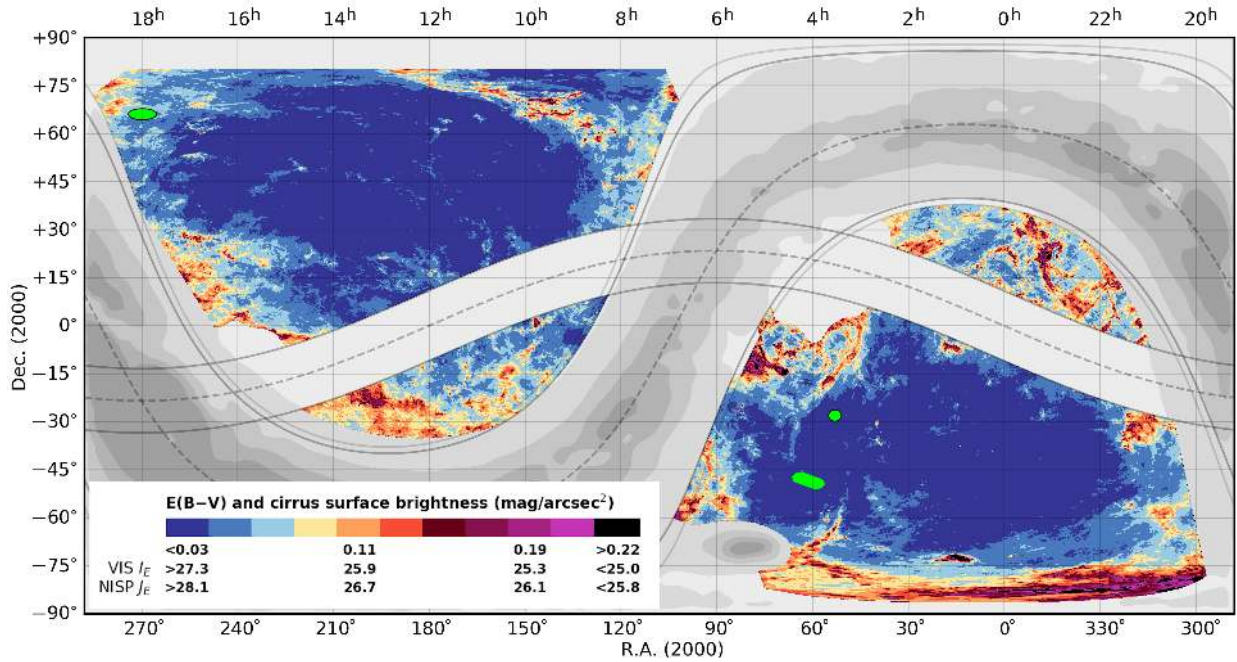 18h 16h 14h 12h 10h 8h 6h 4h 2h 0h 22h 20h
+90°
+75°
+60°
+45°
+30°
+15°
0°
−15°
−30°
−45°
−60°
−75°
−90°
Dec. (2000)
E(B−V) and cirrus surface brightness (mag/arcsec²)
<0.03 0.11 0.19 >0.22
VIS I_E >27.3 25.9 25.3 <25.0
NISP J_E >28.1 26.7 26.1 <25.8
270° 240° 210° 180° 150° 120° 90° 60° 30° 0° 330° 300°
R.A. (2000)